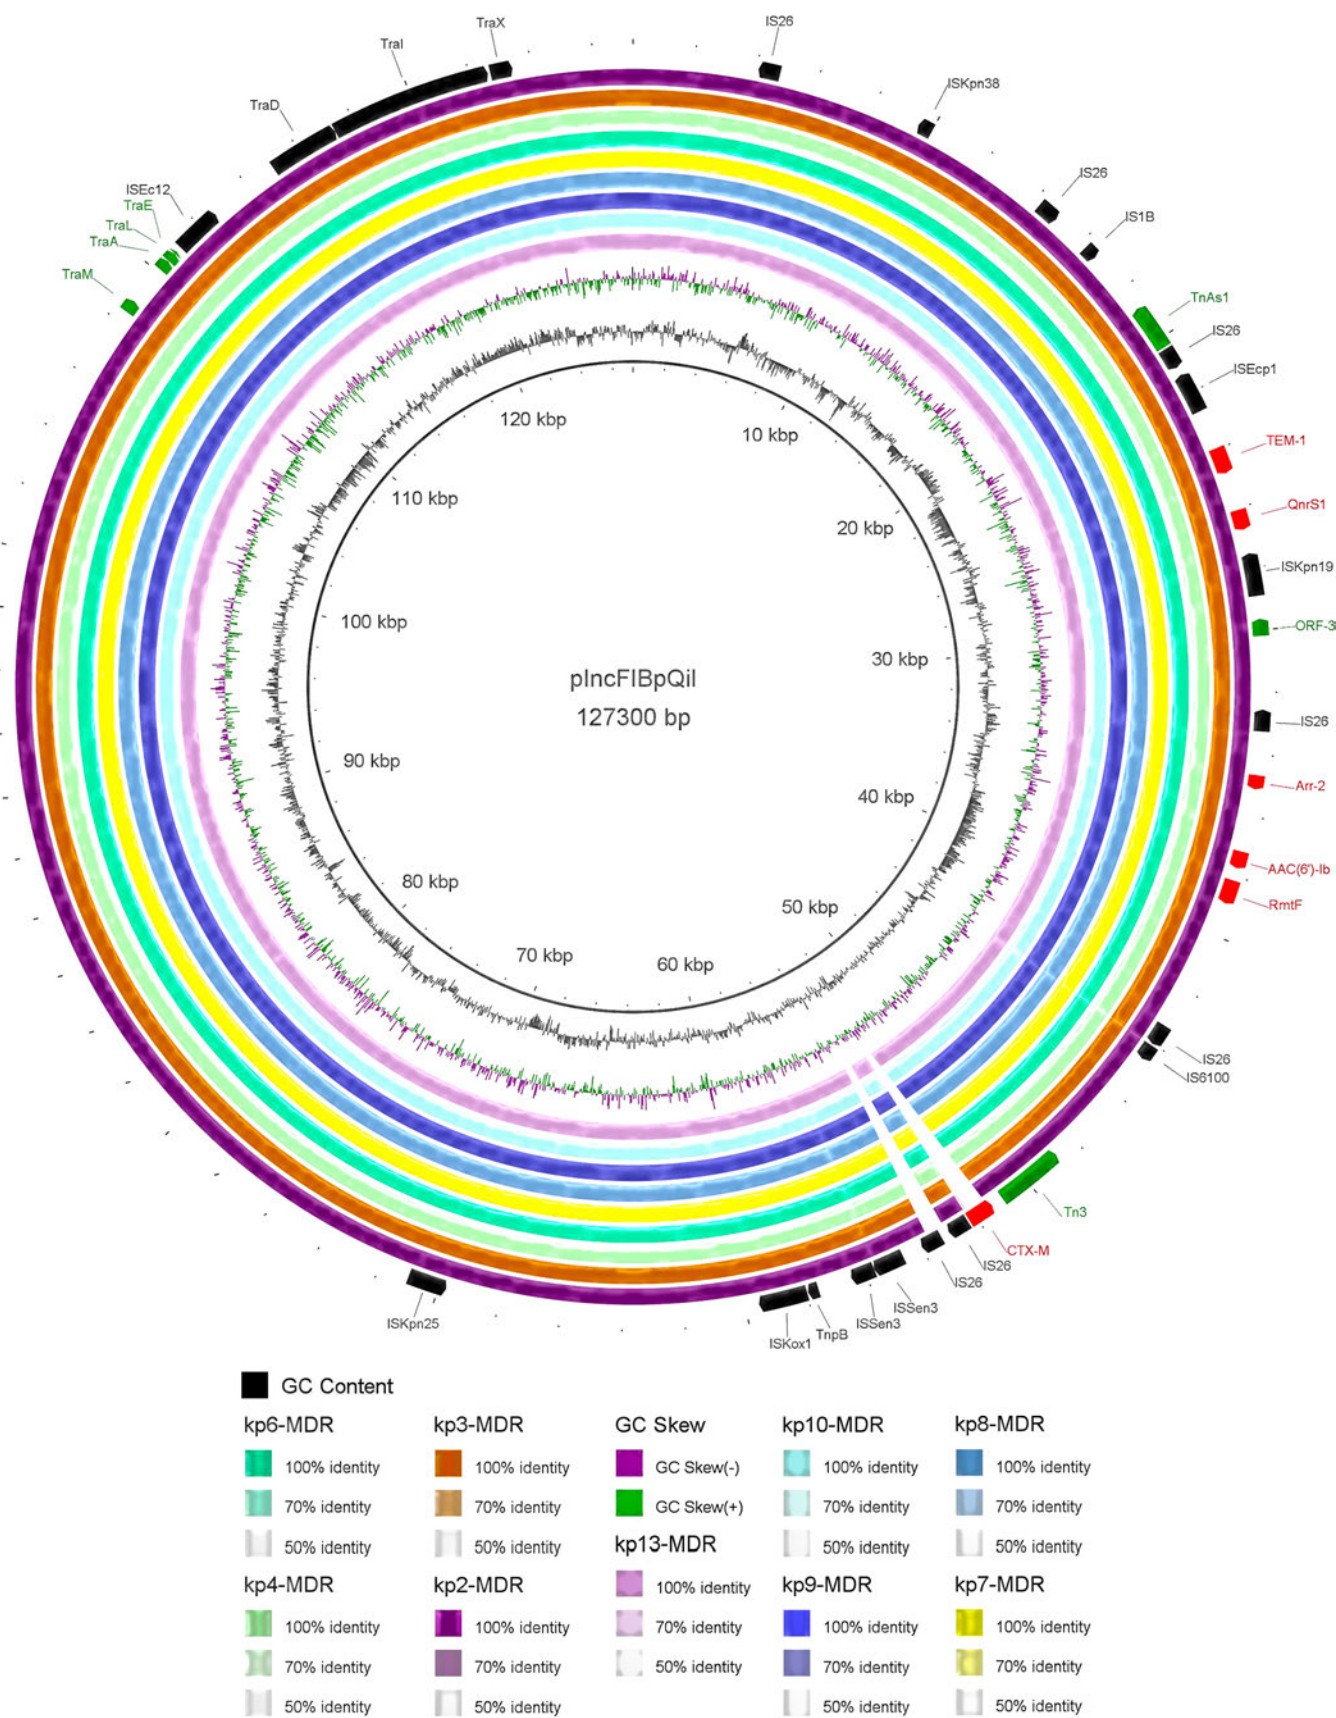 TraX
IS26
TraI
ISKpn38
TraD
IS26
ISEc12
TraE
IS1B
TraL
TraA
TraM
TnAs1
IS26
ISEcp1
TEM-1
QnrS1
ISKpn19
ORF-3
IS26
Arr-2
AAC(6')-Ib
RmtF
IS26
IS6100
Tn3
CTX-M
IS26
IS26
ISSen3
ISSen3
TnpB
ISKox1
ISKpn25
120 kbp
10 kbp
110 kbp
20 kbp
100 kbp
30 kbp
pIncFIBpQil
127300 bp
90 kbp
40 kbp
80 kbp
50 kbp
70 kbp
60 kbp
GC Content
kp6-MDR
100% identity
70% identity
50% identity
kp4-MDR
100% identity
70% identity
50% identity
kp3-MDR
100% identity
70% identity
50% identity
kp2-MDR
100% identity
70% identity
50% identity
GC Skew
GC Skew(-)
GC Skew(+)
kp13-MDR
100% identity
70% identity
50% identity
kp10-MDR
100% identity
70% identity
50% identity
kp9-MDR
100% identity
70% identity
50% identity
kp8-MDR
100% identity
70% identity
50% identity
kp7-MDR
100% identity
70% identity
50% identity